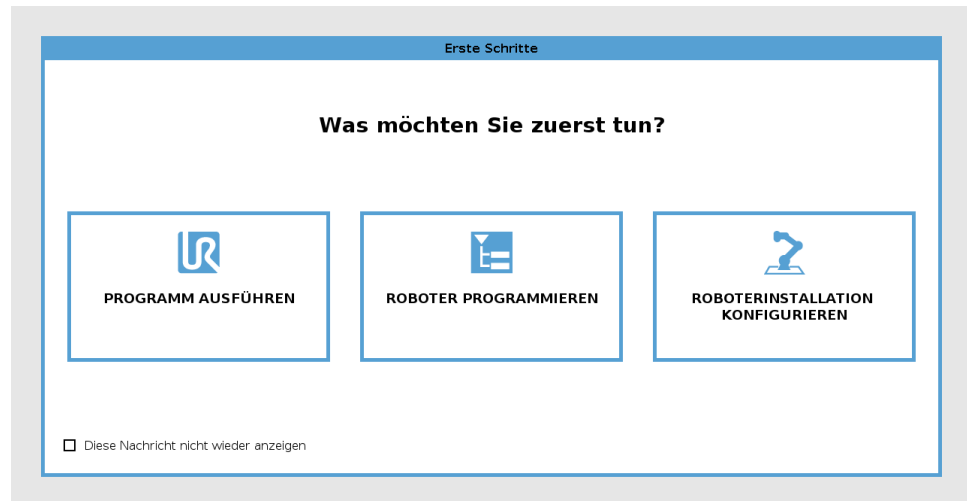 Erste Schritte
Was möchten Sie zuerst tun?
PROGRAMM AUSFÜHREN
ROBOTER PROGRAMMIEREN
ROBOTERINSTALLATION
KONFIGURIEREN
Diese Nachricht nicht wieder anzeigen